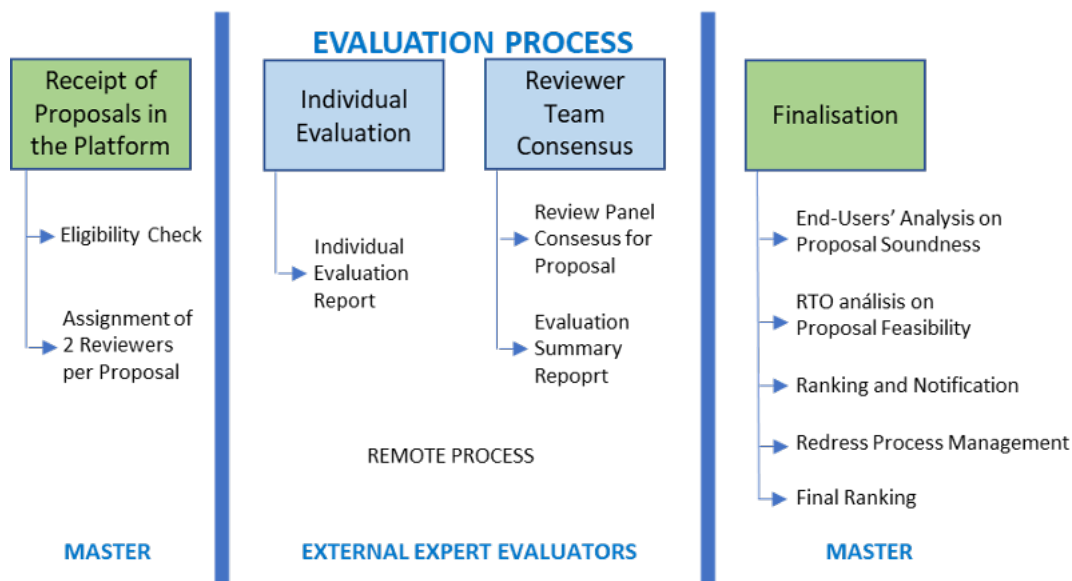 EVALUATION PROCESS
Receipt of
Proposals in
the Platform
Eligibility Check
Assignment of
2 Reviewers
per Proposal
MASTER
Individual
Evaluation
Individual
Evaluation
Report
Reviewer
Team
Consensus
Review Panel
Consesus for
Proposal
Evaluation
Summary
Repoprt
REMOTE PROCESS
EXTERNAL EXPERT EVALUATORS
Finalisation
End-Users’ Analysis on
Proposal Soundness
RTO análisis on
Proposal Feasibility
Ranking and Notification
Redress Process Management
Final Ranking
MASTER